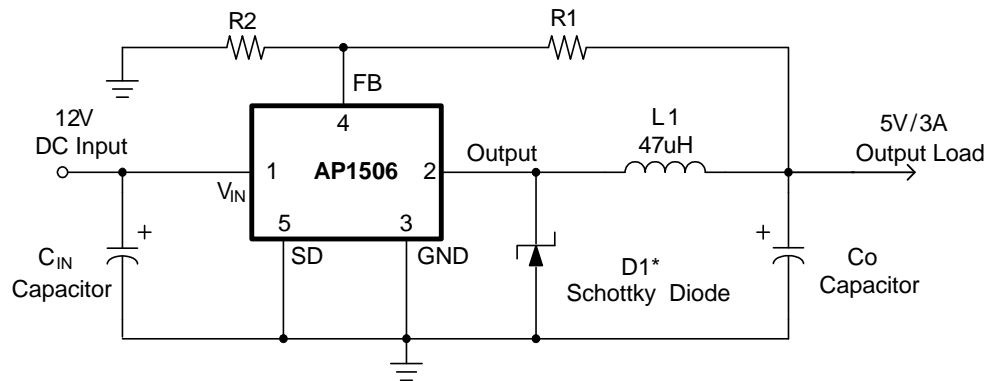 R2
R1
FB
12V
DC Input
4
L1
47uH
5V/3A
Output Load
Output
1
AP1506
2
VIN
5
3
SD
GND
+
+
CIN
Capacitor
D1*
Schottky Diode
Co
Capacitor